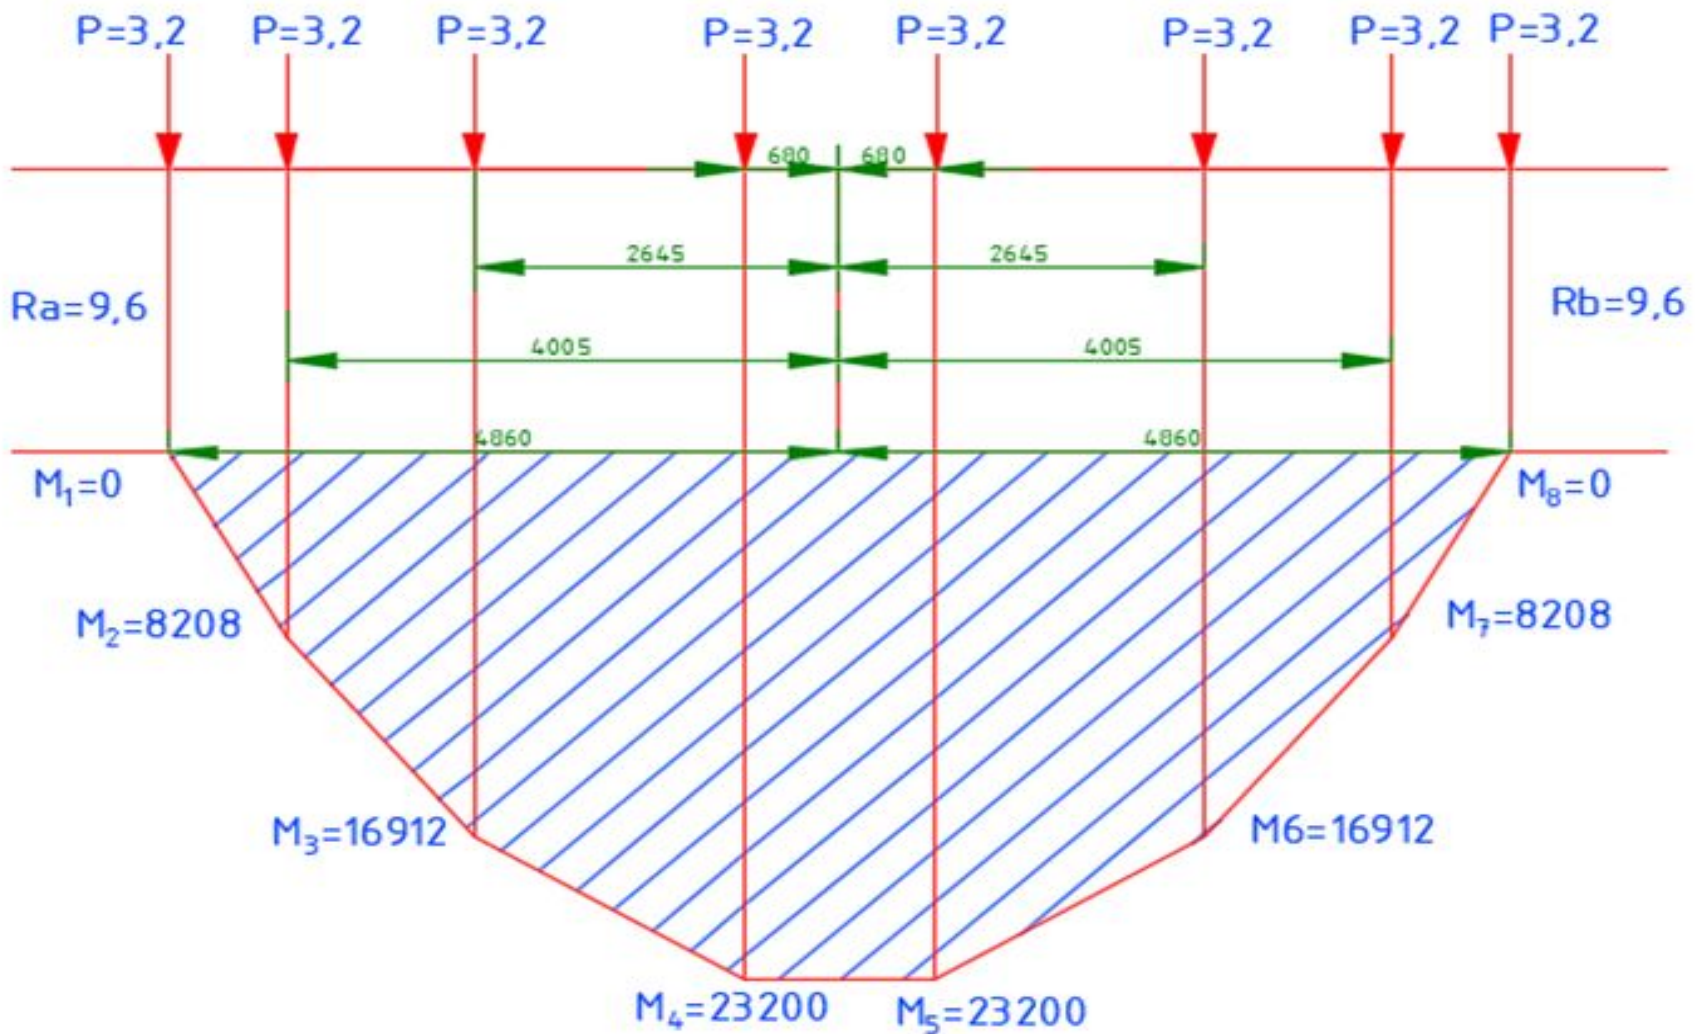 P=3,2 P=3,2 P=3,2 P=3,2 P=3,2 P=3,2 P=3,2 P=3,2
680 680
2645 2645
Ra=9,6 Rb=9,6
4005 4005
4860 4860
M₁=0 M₈=0
M₂=8208 M₇=8208
M₃=16912 M6=16912
M₄=23200 M₅=23200